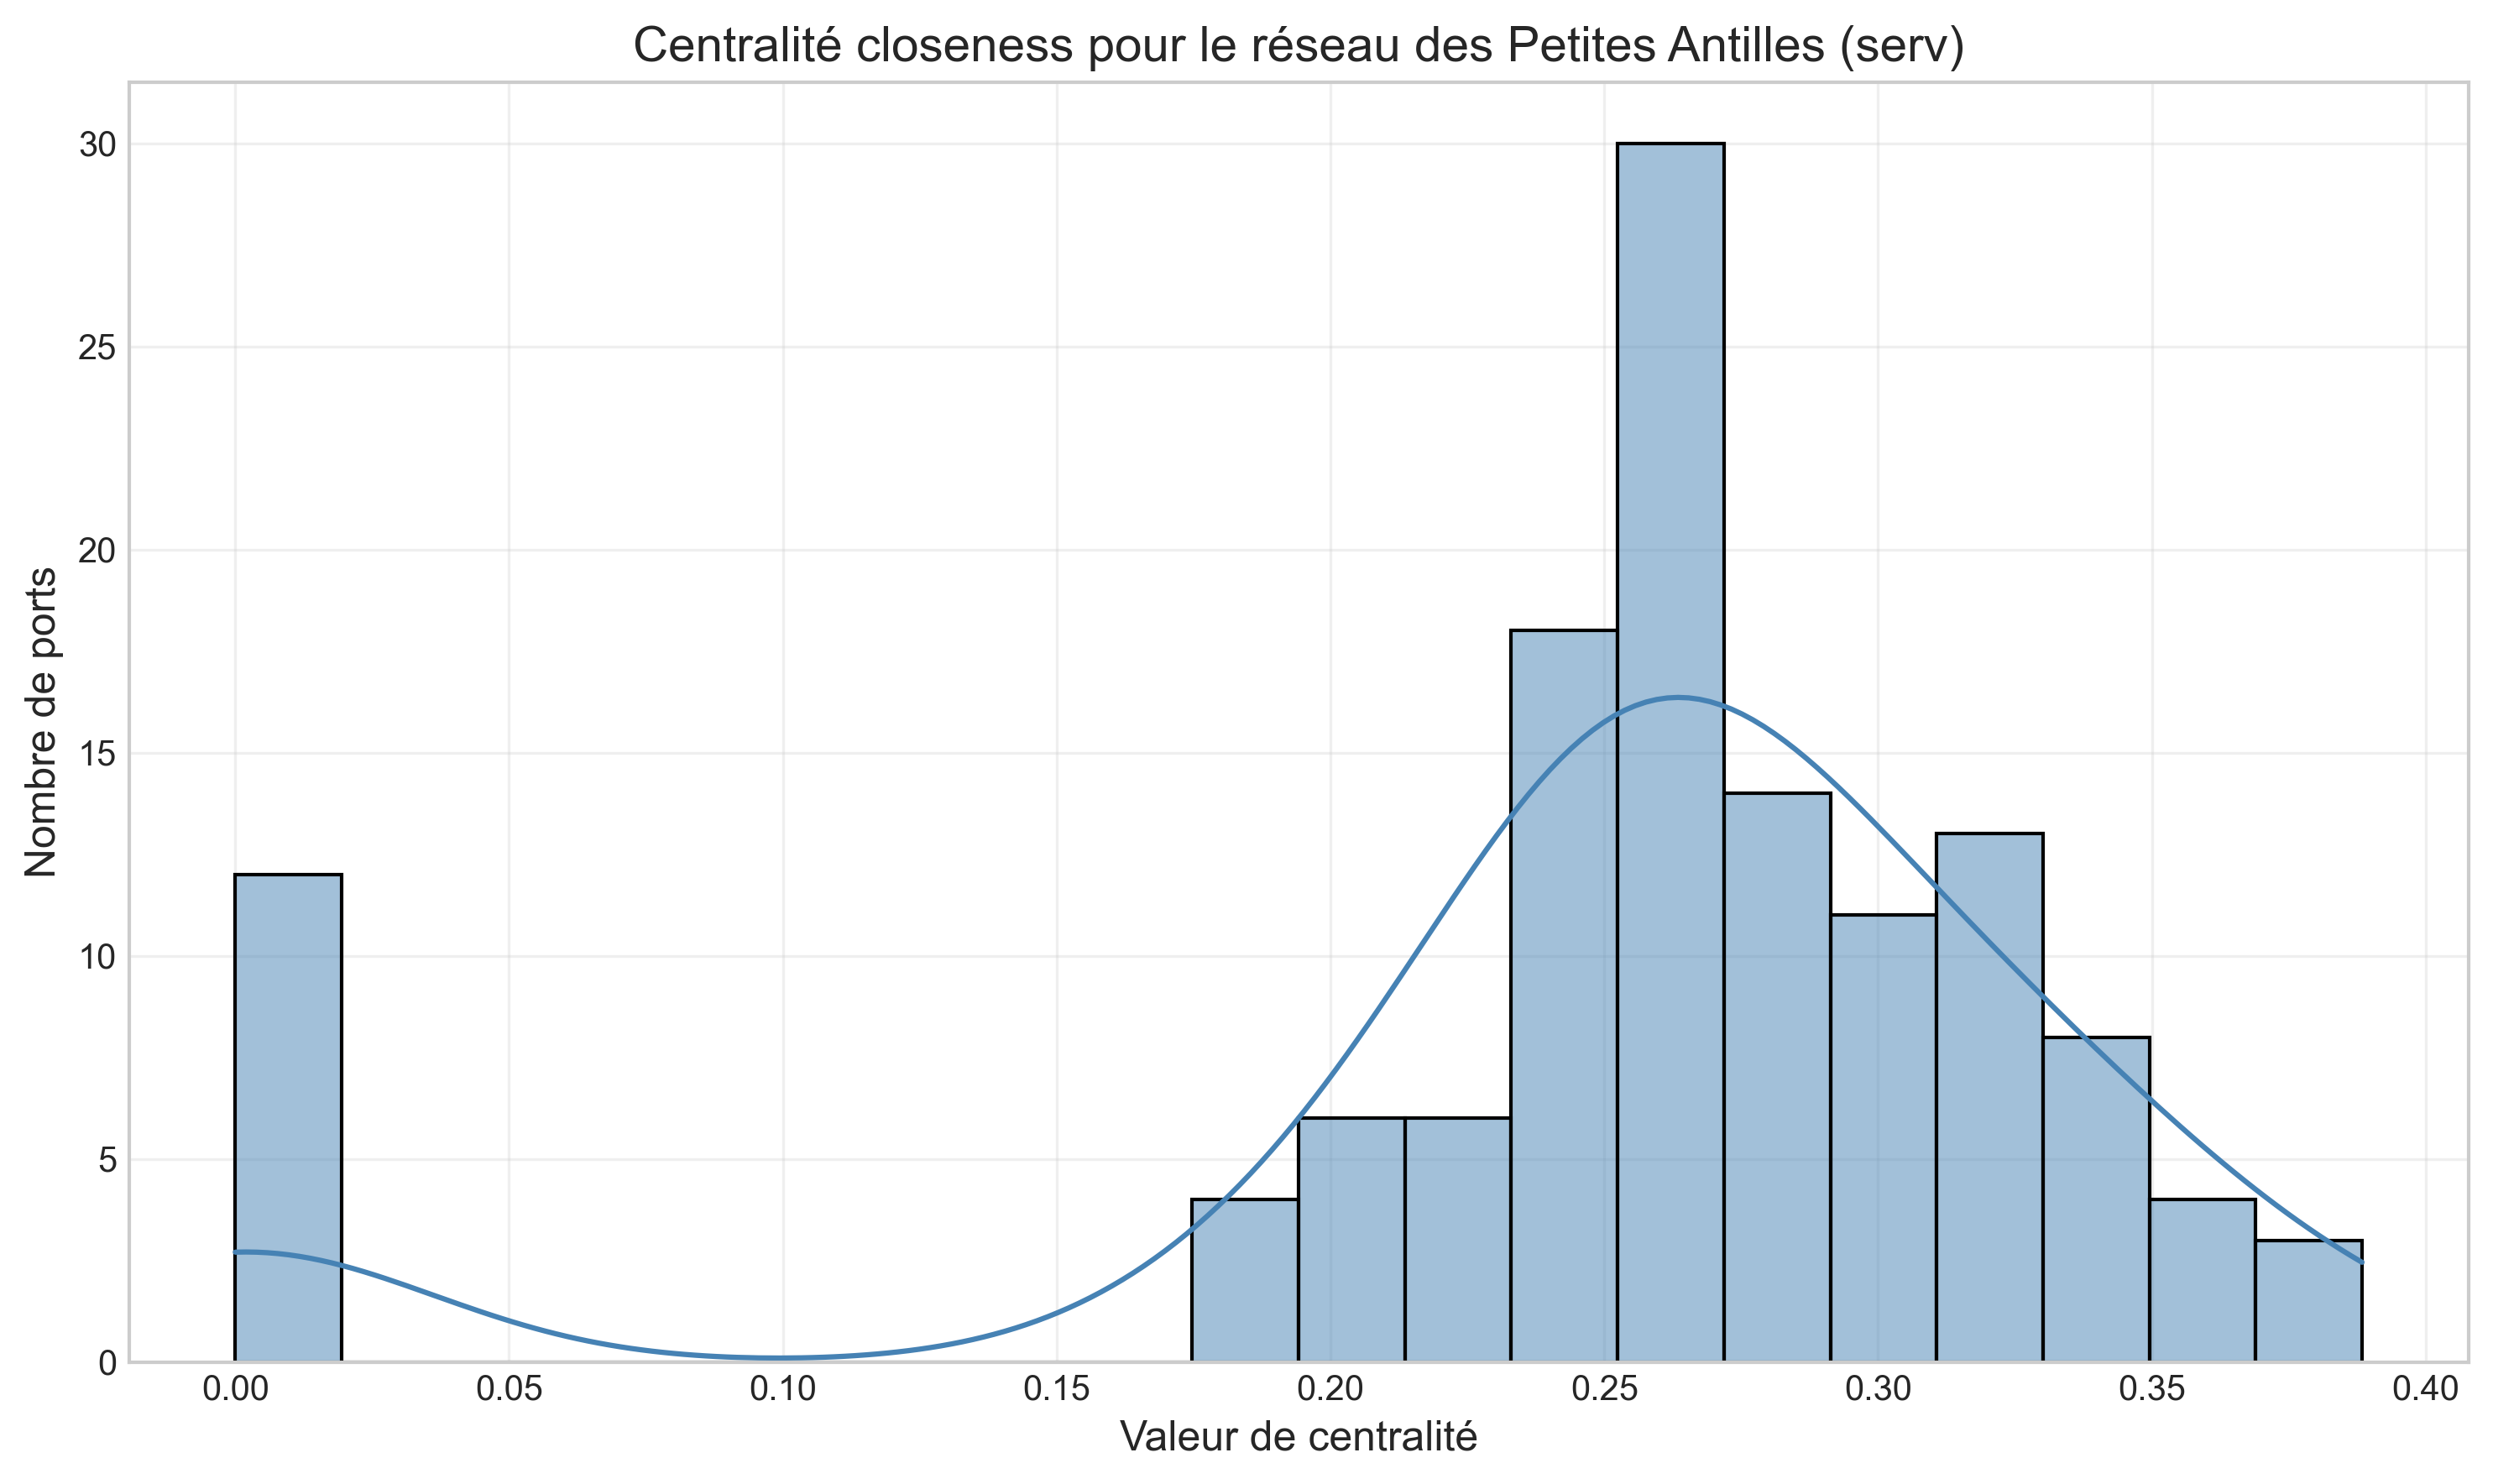 Centralité closeness pour le réseau des Petites Antilles (serv)
Nombre de ports
30
25
20
15
10
5
0
0.00 0.05 0.10 0.15 0.20 0.25 0.30 0.35 0.40
Valeur de centralité